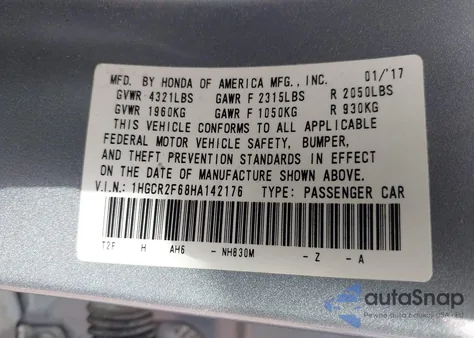 MFD. BY HONDA OF AMERICA MFG., INC. 01/'17
GVWR 4321LBS GAWR F 2315LBS R 2050LBS
GVWR 1960KG GAWR F 1050KG R 930KG
THIS VEHICLE CONFORMS TO ALL APPLICABLE
FEDERAL MOTOR VEHICLE SAFETY, BUMPER,
AND THEFT PREVENTION STANDARDS IN EFFECT
ON THE DATE OF MANUFACTURE SHOWN ABOVE.
V.I.N.: 1HGCR2F68HA142176 TYPE: PASSENGER CAR
T2F H AH6 - NH830M - Z - A
autoSnap